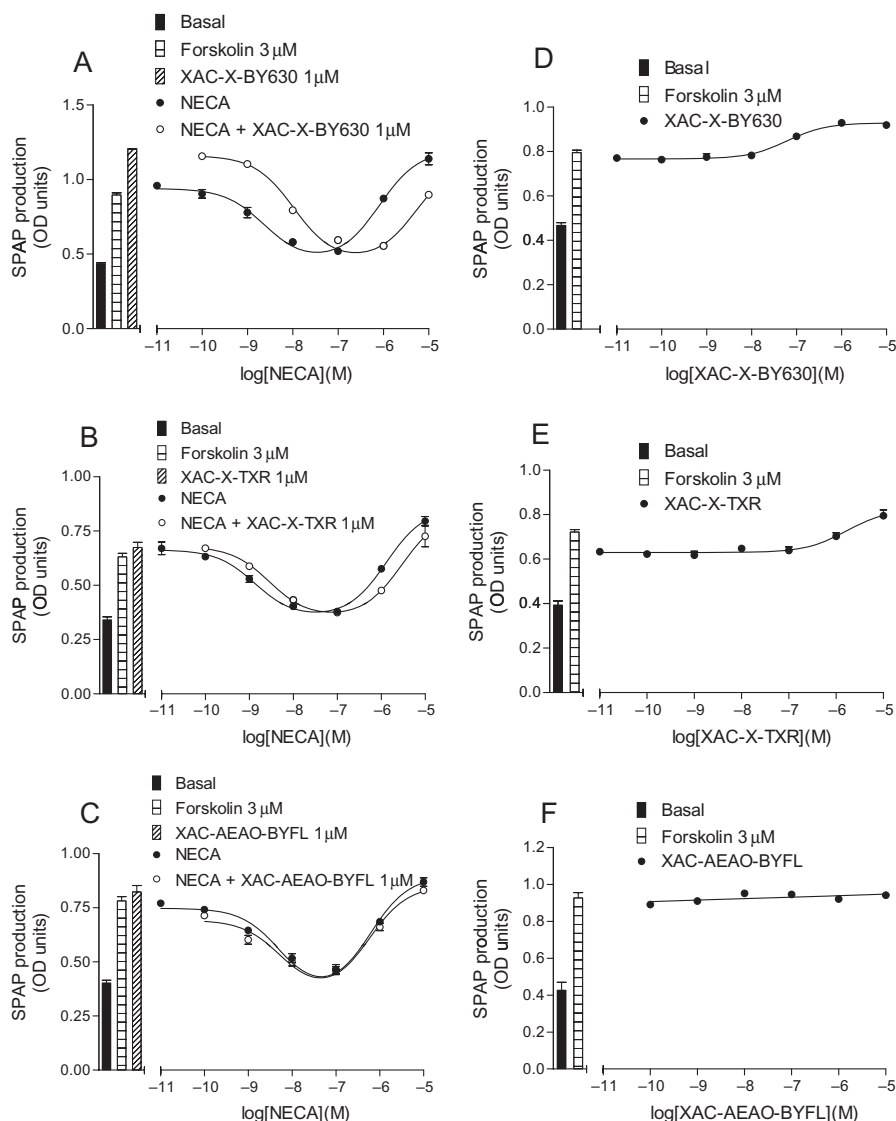 A
Basal
Forskolin 3 μM
XAC-X-BY630 1μM
NECA
NECA + XAC-X-BY630 1μM
SPAP production
(OD units)
1.5
1.0
0.5
0.0
−11 −10 −9 −8 −7 −6 −5
log[NECA](M)
D
Basal
Forskolin 3 μM
XAC-X-BY630
SPAP production
(OD units)
1.0
0.8
0.6
0.4
0.2
0.0
−11 −10 −9 −8 −7 −6 −5
log[XAC-X-BY630](M)
B
Basal
Forskolin 3 μM
XAC-X-TXR 1μM
NECA
NECA + XAC-X-TXR 1μM
SPAP production
(OD units)
1.00
0.75
0.50
0.25
0.00
−11 −10 −9 −8 −7 −6 −5
log[NECA](M)
E
Basal
Forskolin 3 μM
XAC-X-TXR
SPAP production
(OD units)
1.0
0.8
0.6
0.4
0.2
0.0
−11 −10 −9 −8 −7 −6 −5
log[XAC-X-TXR](M)
C
Basal
Forskolin 3 μM
XAC-AEAO-BYFL 1μM
NECA
NECA + XAC-AEAO-BYFL 1μM
SPAP production
(OD units)
1.00
0.75
0.50
0.25
0.00
−11 −10 −9 −8 −7 −6 −5
log[NECA](M)
F
Basal
Forskolin 3 μM
XAC-AEAO-BYFL
SPAP production
(OD units)
1.2
1.0
0.8
0.6
0.4
0.2
0.0
−11 −10 −9 −8 −7 −6 −5
log[XAC-AEAO-BYFL](M)